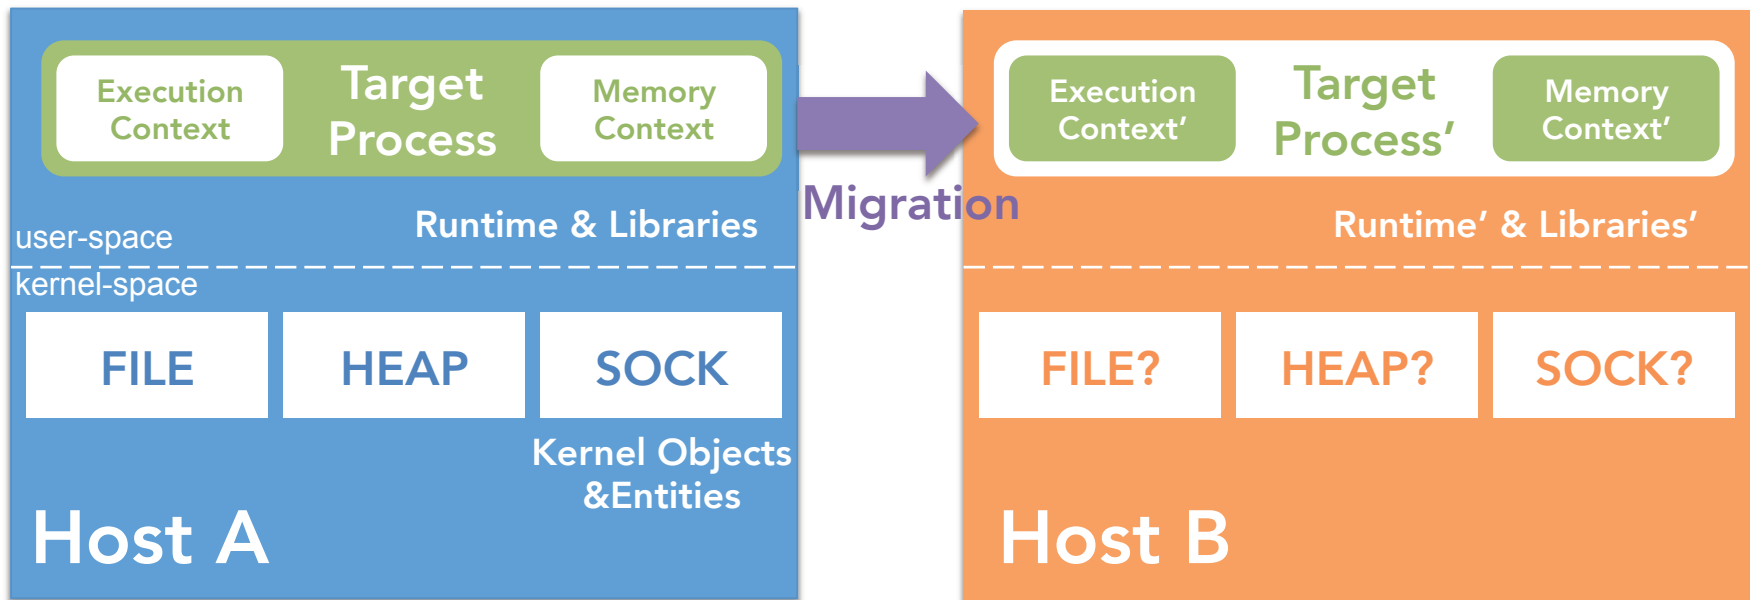 Execution
Context
Target
Process
Memory
Context
Runtime & Libraries
user-space
kernel-space
FILE
HEAP
SOCK
Kernel Objects
&Entities
Host A
Migration
Execution
Context’
Target
Process’
Memory
Context’
Runtime’ & Libraries’
FILE?
HEAP?
SOCK?
Host B